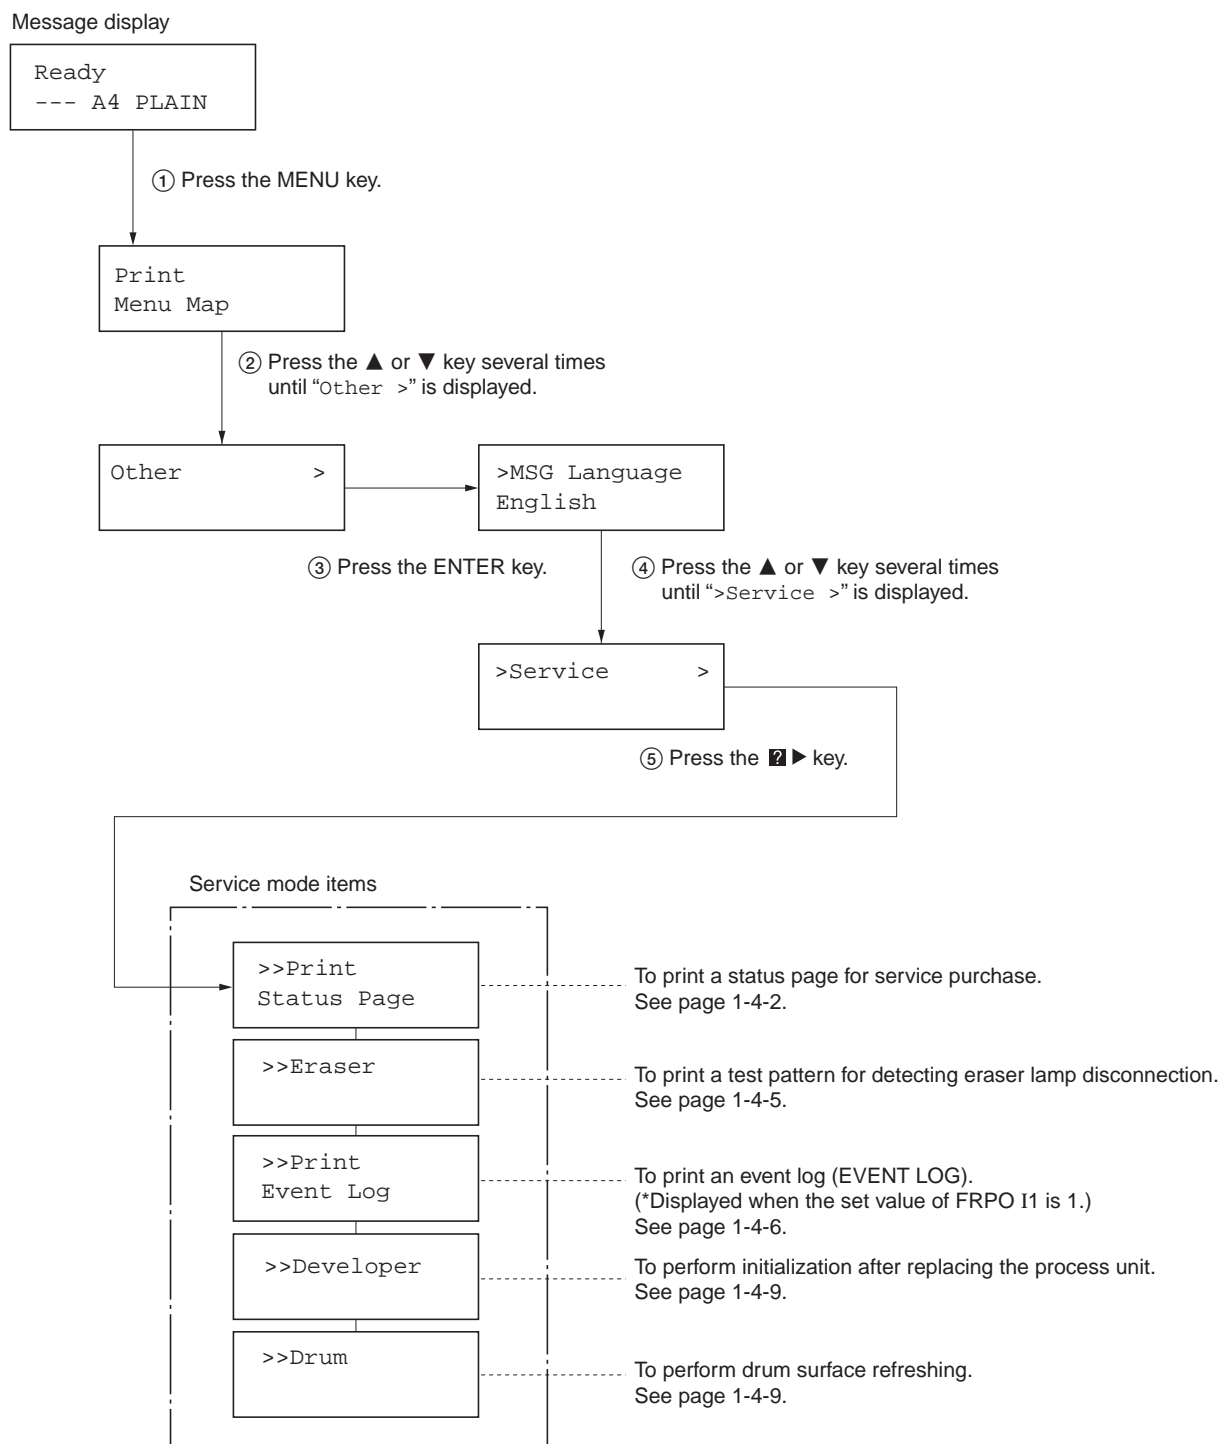 Message display
Ready
--- A4 PLAIN
① Press the MENU key.
Print
Menu Map
② Press the ▲ or ▼ key several times
until “Other >” is displayed.
Other >
>MSG Language
English
③ Press the ENTER key.
④ Press the ▲ or ▼ key several times
until “>Service >” is displayed.
>Service >
⑤ Press the ? ▶ key.
Service mode items
>>Print
Status Page
To print a status page for service purchase.
See page 1-4-2.
>>Eraser
To print a test pattern for detecting eraser lamp disconnection.
See page 1-4-5.
>>Print
Event Log
To print an event log (EVENT LOG).
(*Displayed when the set value of FRPO I1 is 1.)
See page 1-4-6.
>>Developer
To perform initialization after replacing the process unit.
See page 1-4-9.
>>Drum
To perform drum surface refreshing.
See page 1-4-9.